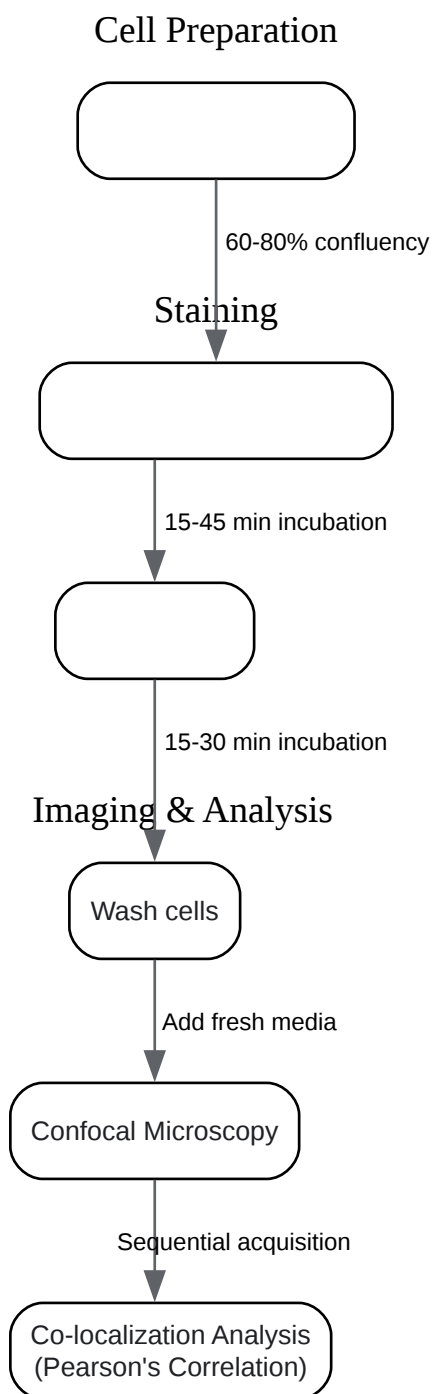 Cell Preparation
60-80% confluency
Staining
15-45 min incubation
15-30 min incubation
Imaging & Analysis
Wash cells
Add fresh media
Confocal Microscopy
Sequential acquisition
Co-localization Analysis
(Pearson's Correlation)